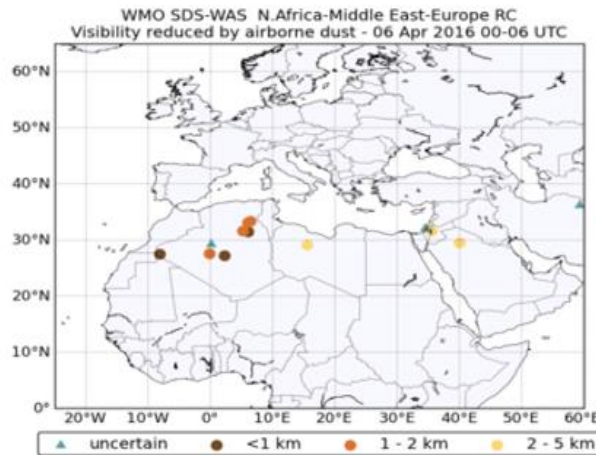 WMO SDS-WAS N.Africa-Middle East-Europe RC
Visibility reduced by airborne dust - 06 Apr 2016 00-06 UTC
60°N
50°N
40°N
30°N
20°N
10°N
0°
20°W 10°W 0° 10°E 20°E 30°E 40°E 50°E 60°E
uncertain <1 km 1 - 2 km 2 - 5 km